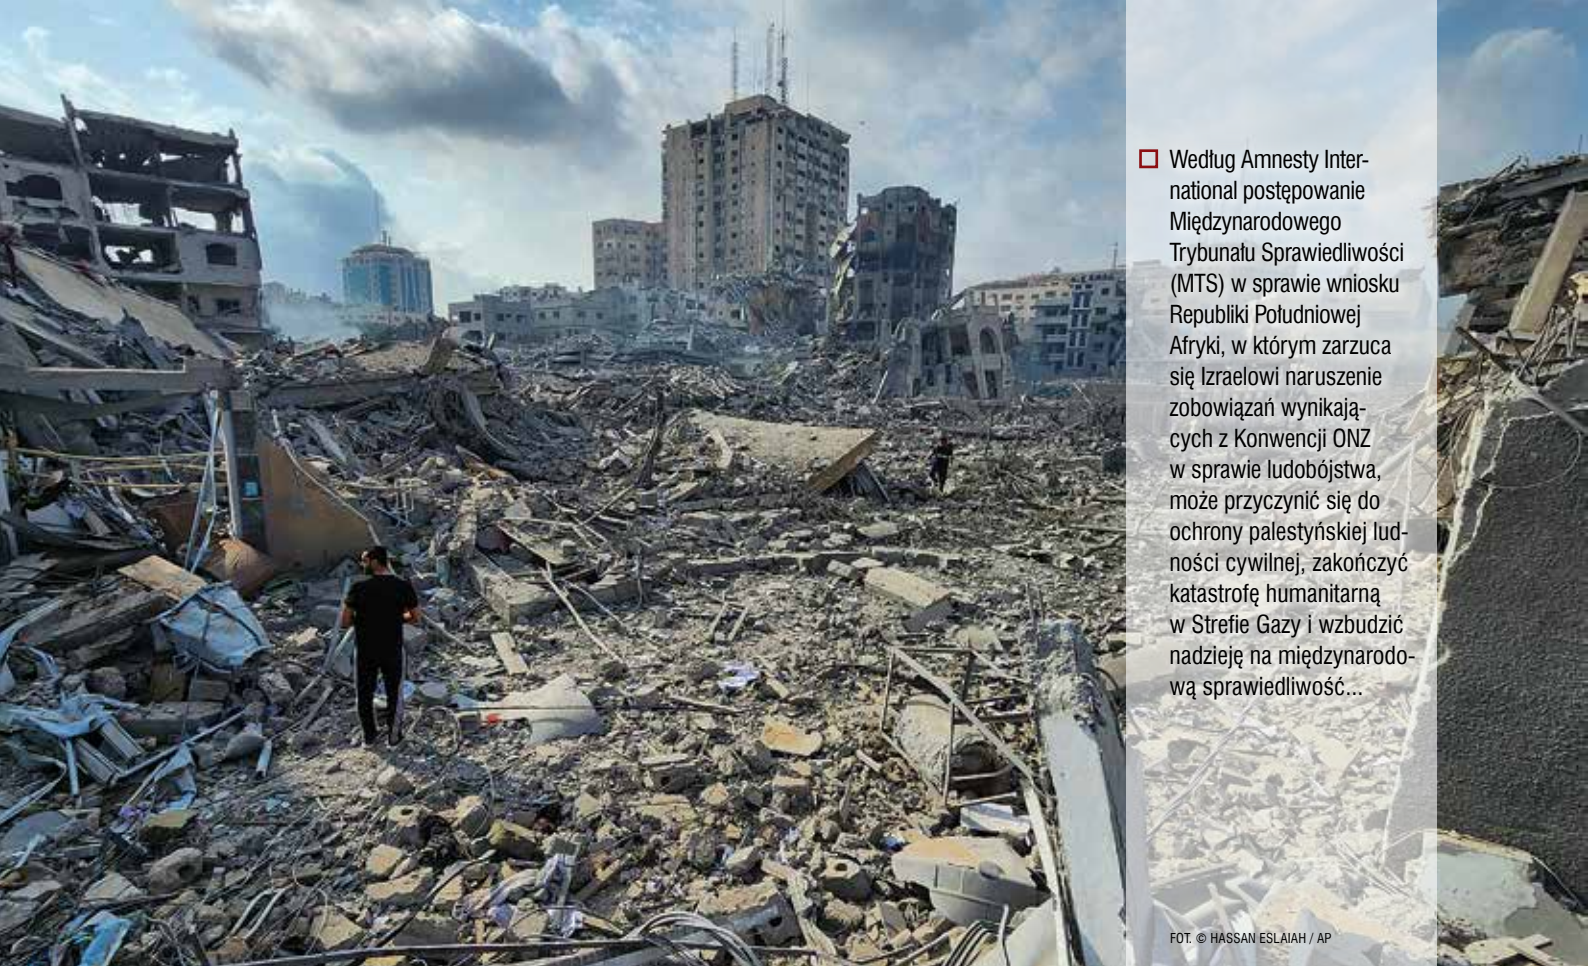 Według Amnesty Inter-
national postępowanie
Międzynarodowego
Trybunału Sprawiedliwości
(MTS) w sprawie wniosku
Republiki Południowej
Afryki, w którym zarzuca
się Izraelowi naruszenie
zobowiązań wynikają-
cych z Konwencji ONZ
w sprawie ludobójstwa,
może przyczynić się do
ochrony palestyńskiej lud-
ności cywilnej, zakończyć
katastrofę humanitarną
w Strefie Gazy i wzbudzić
nadzieję na międzynarodo-
wą sprawiedliwość...
FOT. © HASSAN ESLAIAH / AP